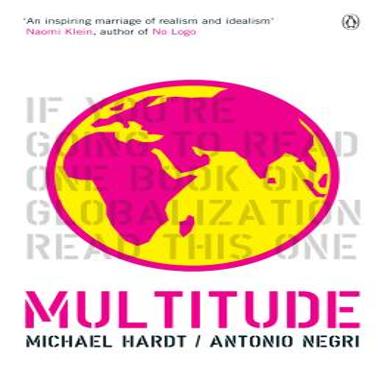 ‘An inspiring marriage of realism and idealism’
Naomi Klein, author of No Logo
IF YOU'RE
GOING TO READ
ONE BOOK ON
GLOBALIZATION
READ THIS ONE
MULTITUDE
MICHAEL HARDT / ANTONIO NEGRI